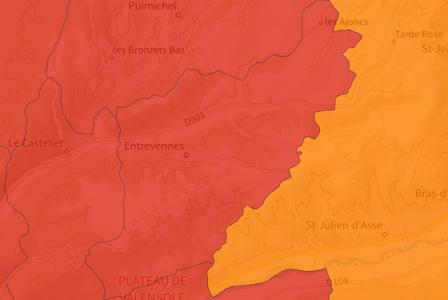 Puimichel
les Ajoncs
Tante Rose
les Bronzets Bas
St-Je
D901
Le Castellet
Entrevennes
Bras-d'
St-Julien-d'Asse
PLATEAU DE
VALENSOLE
D108